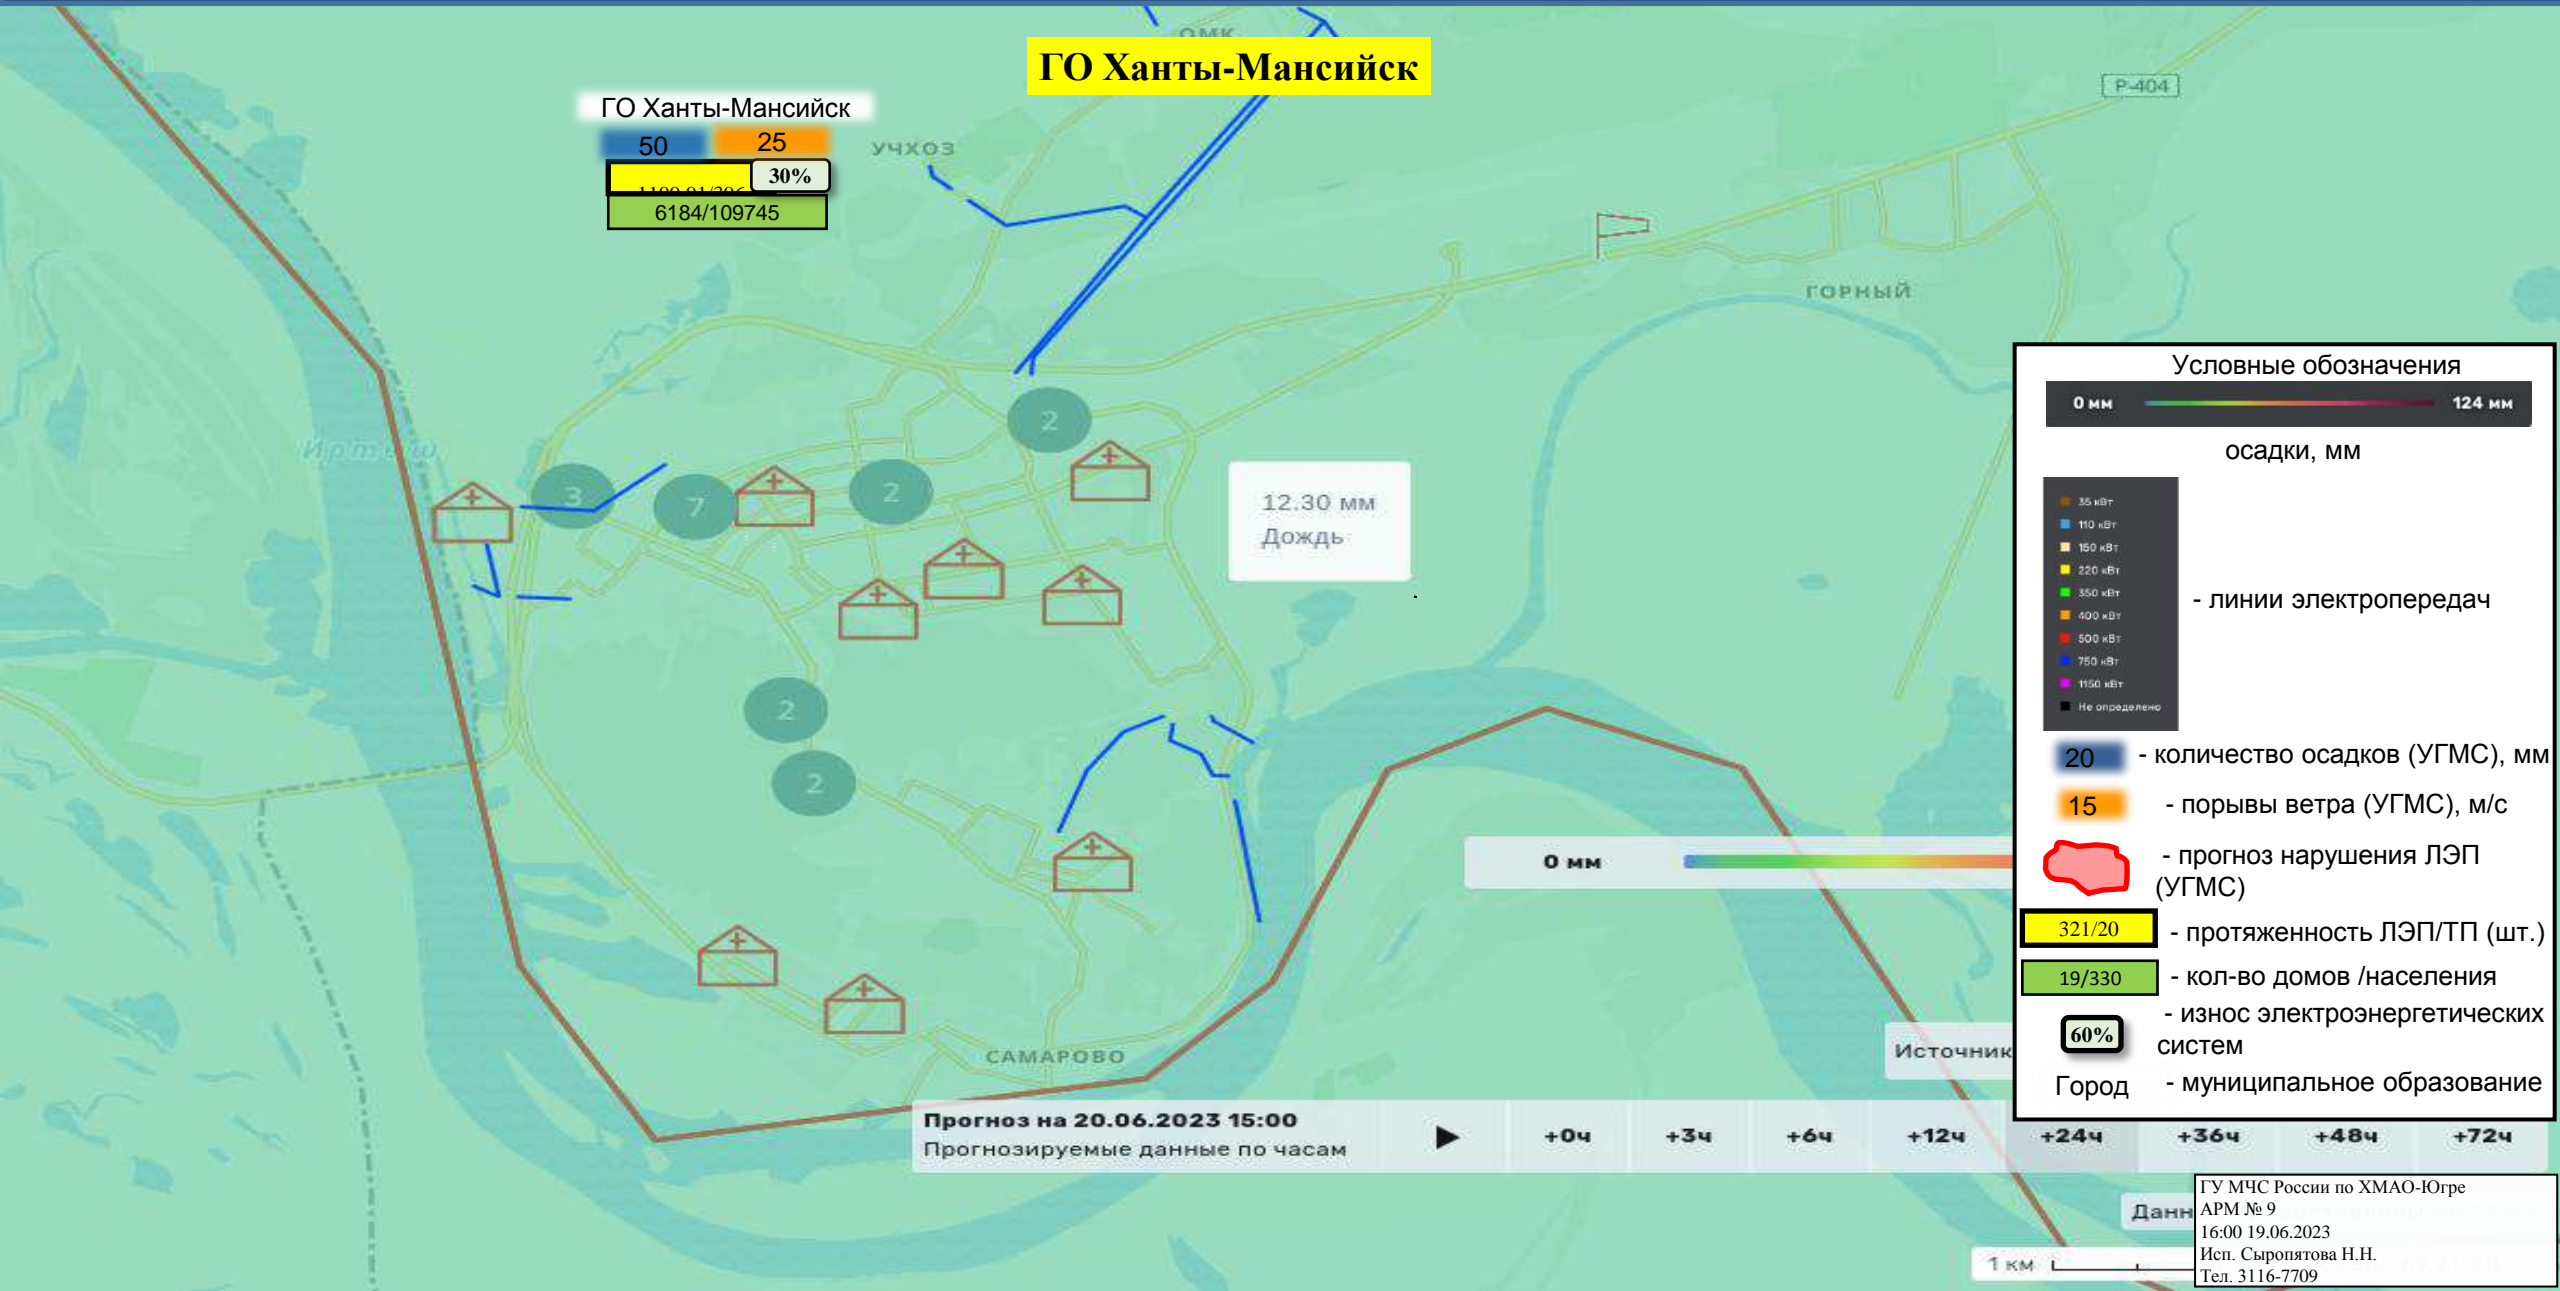 ОМК
ГО Ханты-Мансийск
Р-404
ГО Ханты-Мансийск
50
25
30%
6184/109745
УЧХОЗ
ГОРНЫЙ
Иртыш
2
3
7
2
12.30 мм
Дождь
2
2
САМАРОВО
0 мм
Источник
Прогноз на 20.06.2023 15:00
Прогнозируемые данные по часам
+0ч
+3ч
+6ч
+12ч
+24ч
+36ч
+48ч
+72ч
1 км
Условные обозначения
0 мм
124 мм
осадки, мм
35 кВт
110 кВт
150 кВт
220 кВт
350 кВт
400 кВт
500 кВт
750 кВт
1150 кВт
Не определено
- линии электропередач
20 - количество осадков (УГМС), мм
15 - порывы ветра (УГМС), м/с
- прогноз нарушения ЛЭП
(УГМС)
321/20 - протяженность ЛЭП/ТП (шт.)
19/330 - кол-во домов /населения
- износ электроэнергетических
60% систем
Город - муниципальное образование
ГУ МЧС России по ХМАО-Югре
АРМ № 9
16:00 19.06.2023
Исп. Сыропятова Н.Н.
Тел. 3116-7709